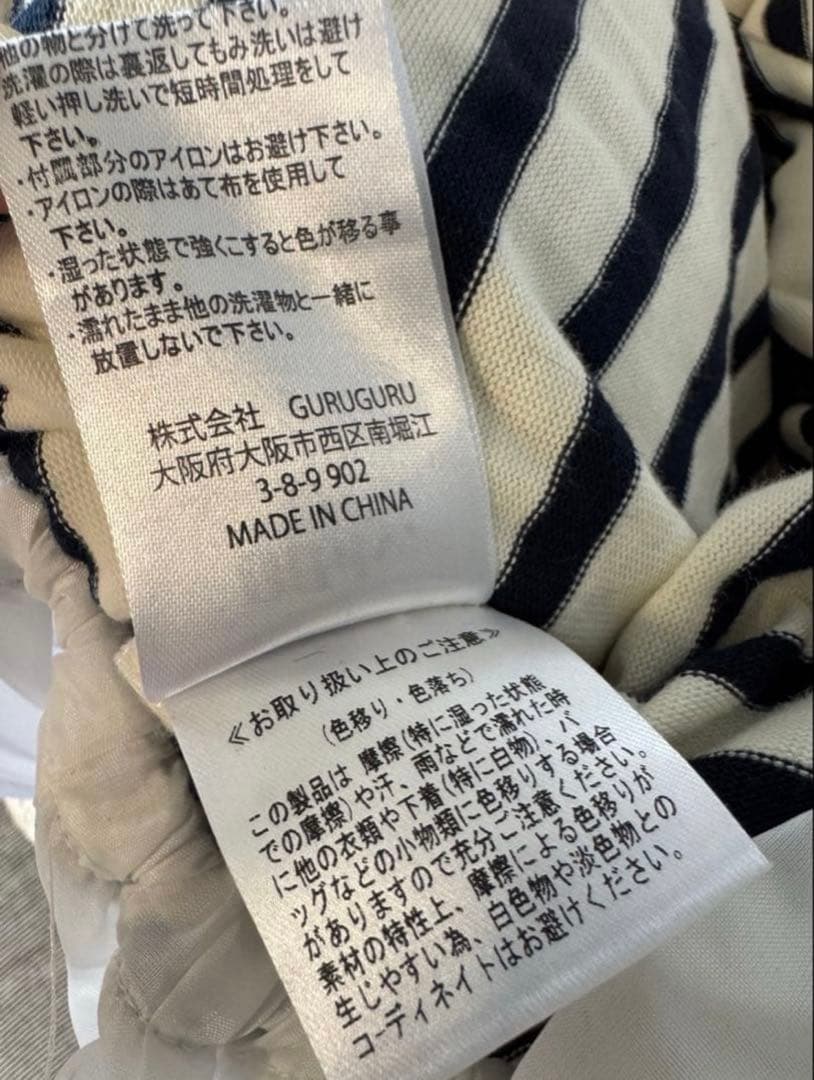 他の物と分けて洗って下さい。
洗濯の際は裏返してもみ洗いは避け
軽い押し洗いで短時間処理をして
下さい。
・付属部分のアイロンはお避け下さい。
・アイロンの際はあて布を使用して
下さい。
・湿った状態で強くこすると色が移る事
があります。
・濡れたまま他の洗濯物と一緒に
放置しないで下さい。
株式会社 GURUGURU
大阪府大阪市西区南堀江
3-8-9 902
MADE IN CHINA
≪お取り扱い上のご注意≫
(色移り・色落ち)
この製品は 摩擦(特に湿った状態
での摩擦)や汗、雨などで濡れた時
に他の衣類や下着(特に白物)、バ
ッグなどの小物類に色移りする場合
がありますので充分ご注意ください。
素材の特性上、摩擦による色移りが
生じやすい為、白色物や淡色物との
コーディネイトはお避けください。